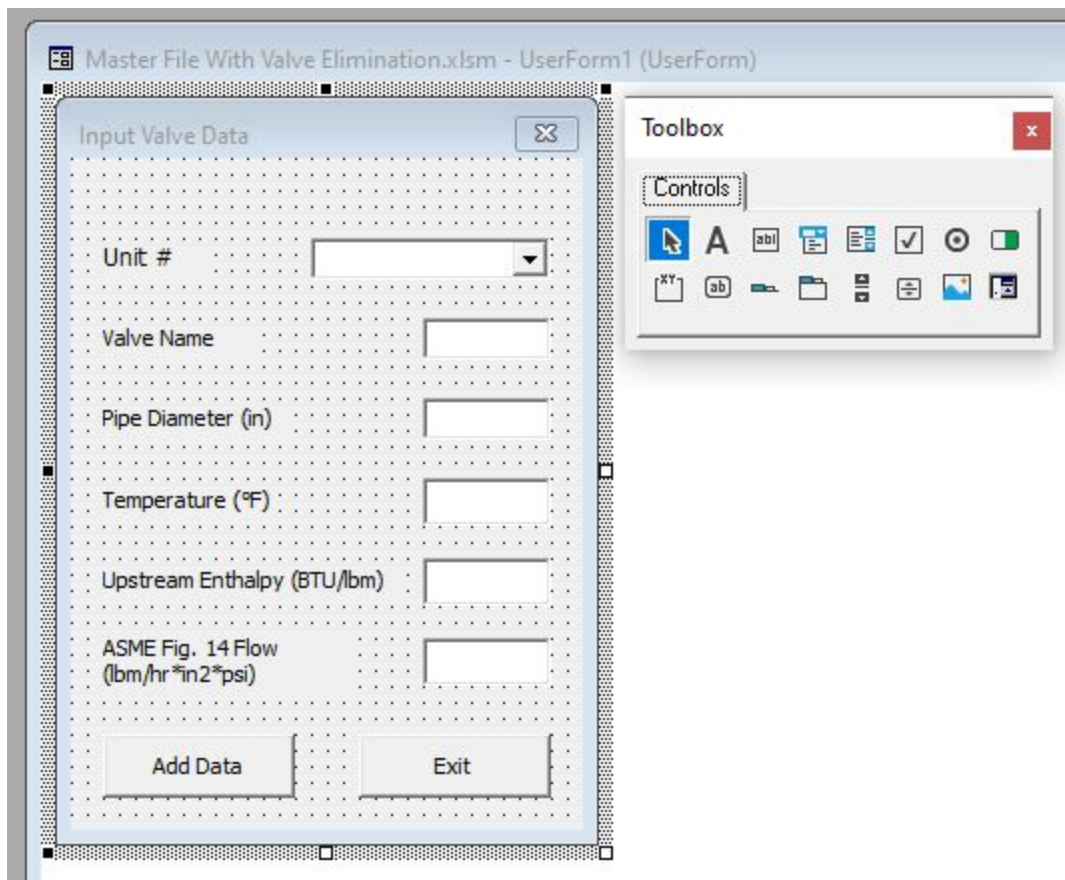 Master File With Valve Elimination.xlsm - UserForm1 (UserForm)
Input Valve Data
Toolbox
Controls
A
abl
XY
ab
Unit #
Valve Name
Pipe Diameter (in)
Temperature (°F)
Upstream Enthalpy (BTU/lbm)
ASME Fig. 14 Flow
(lbm/hr*in2*psi)
Add Data
Exit